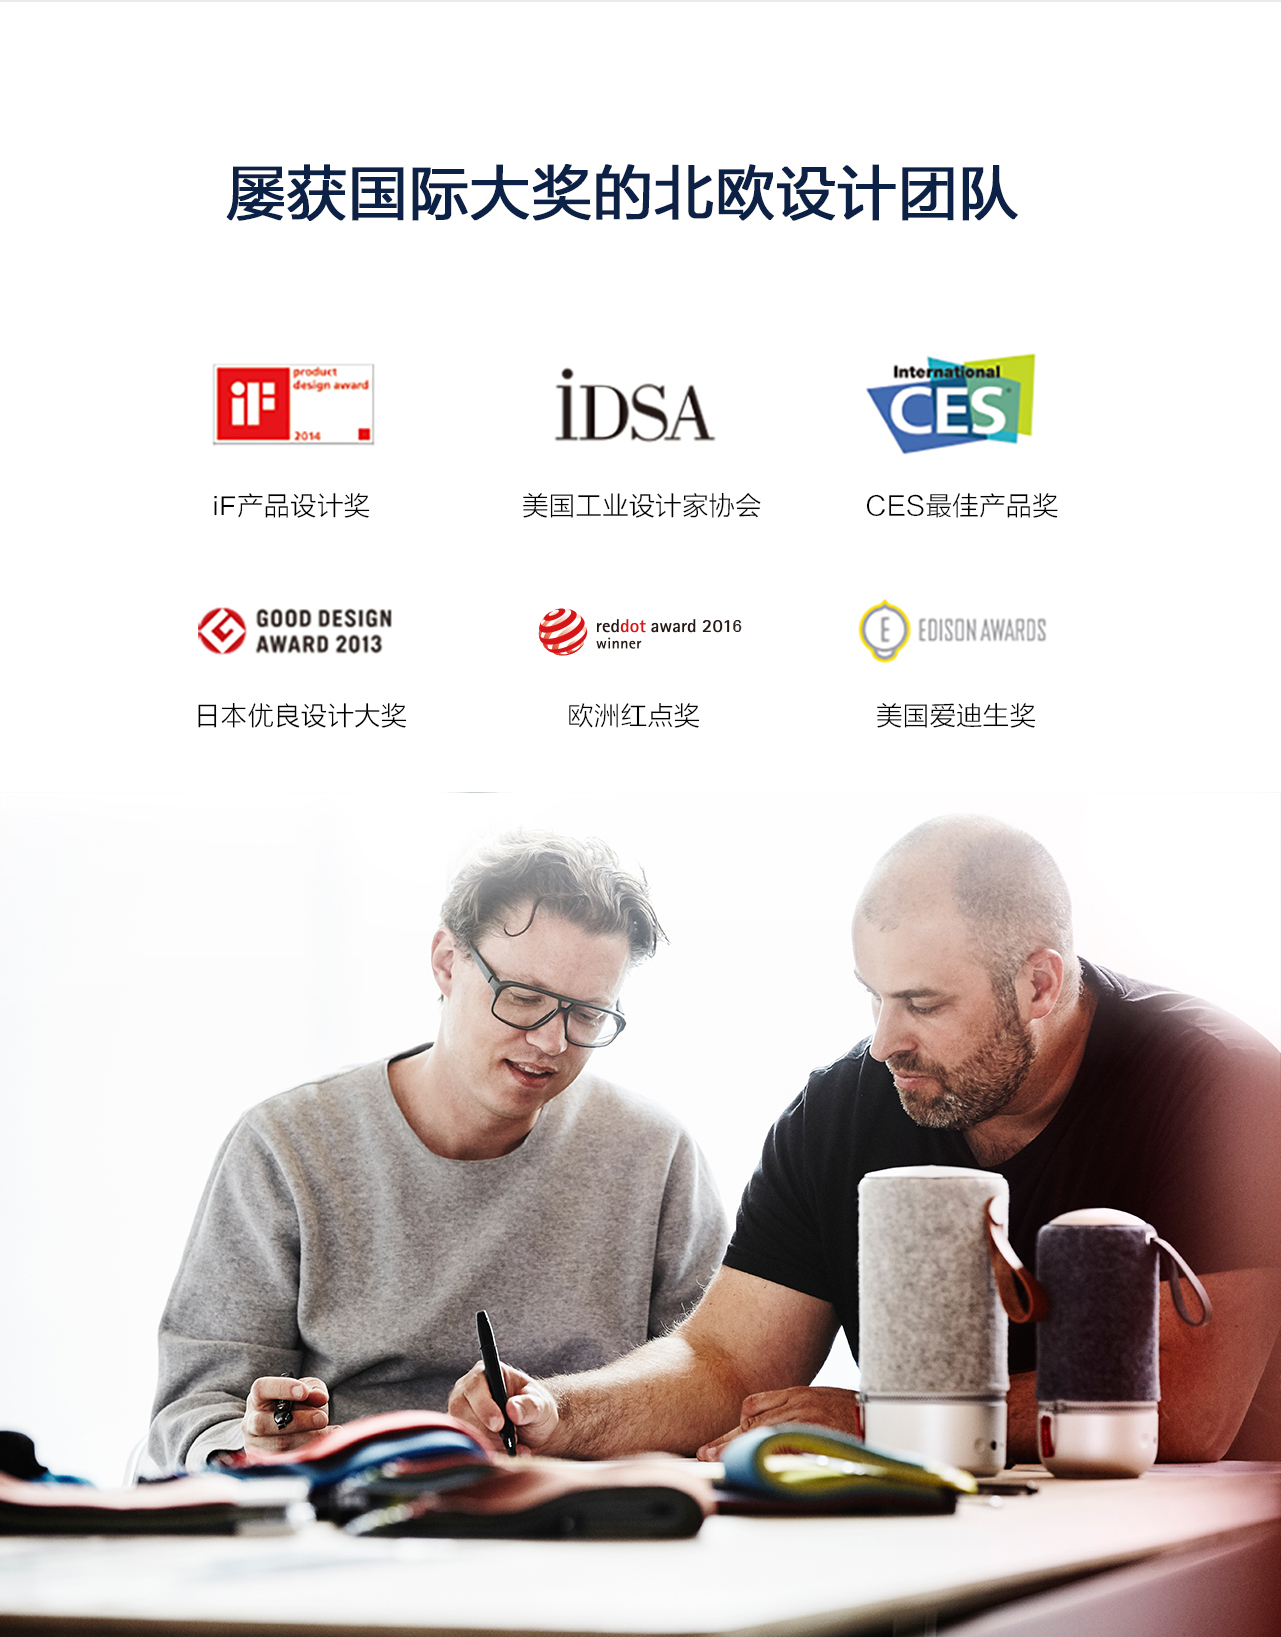 屡获国际大奖的北欧设计团队
iF product design award 2014
iDSA
International CES
iF产品设计奖
美国工业设计家协会
CES最佳产品奖
GOOD DESIGN AWARD 2013
reddot award 2016 winner
E EDISON AWARDS
日本优良设计大奖
欧洲红点奖
美国爱迪生奖